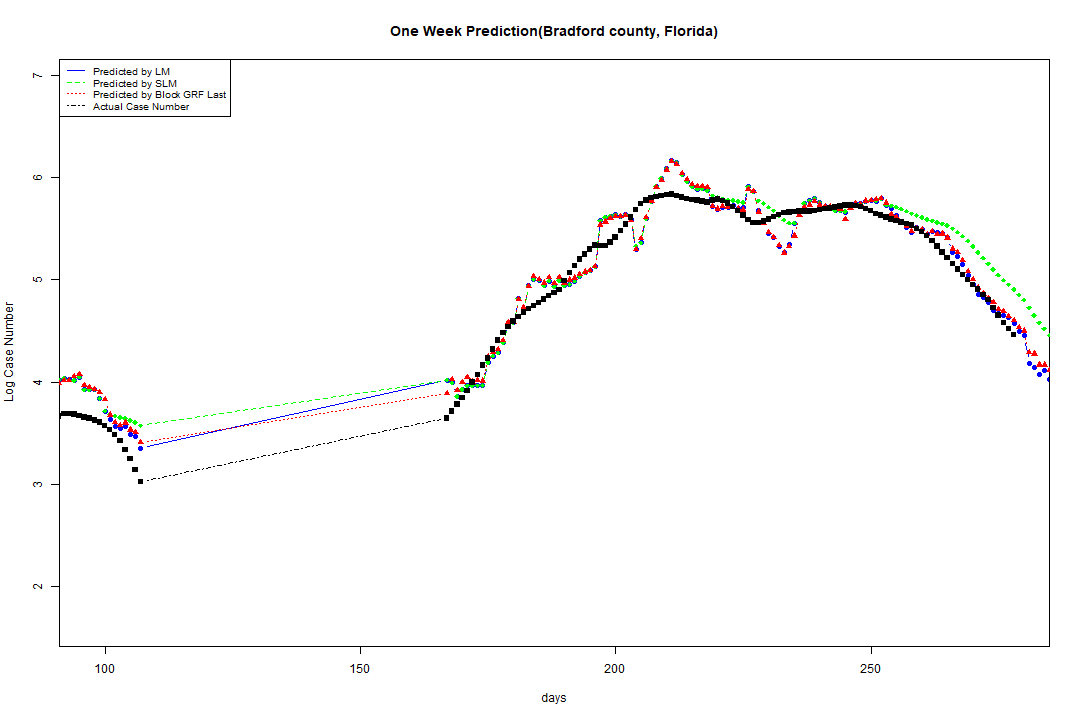 One Week Prediction(Bradford county, Florida)
Predicted by LM
Predicted by SLM
Predicted by Block GRF Last
Actual Case Number
7
6
5
4
3
2
Log Case Number
100 150 200 250
days